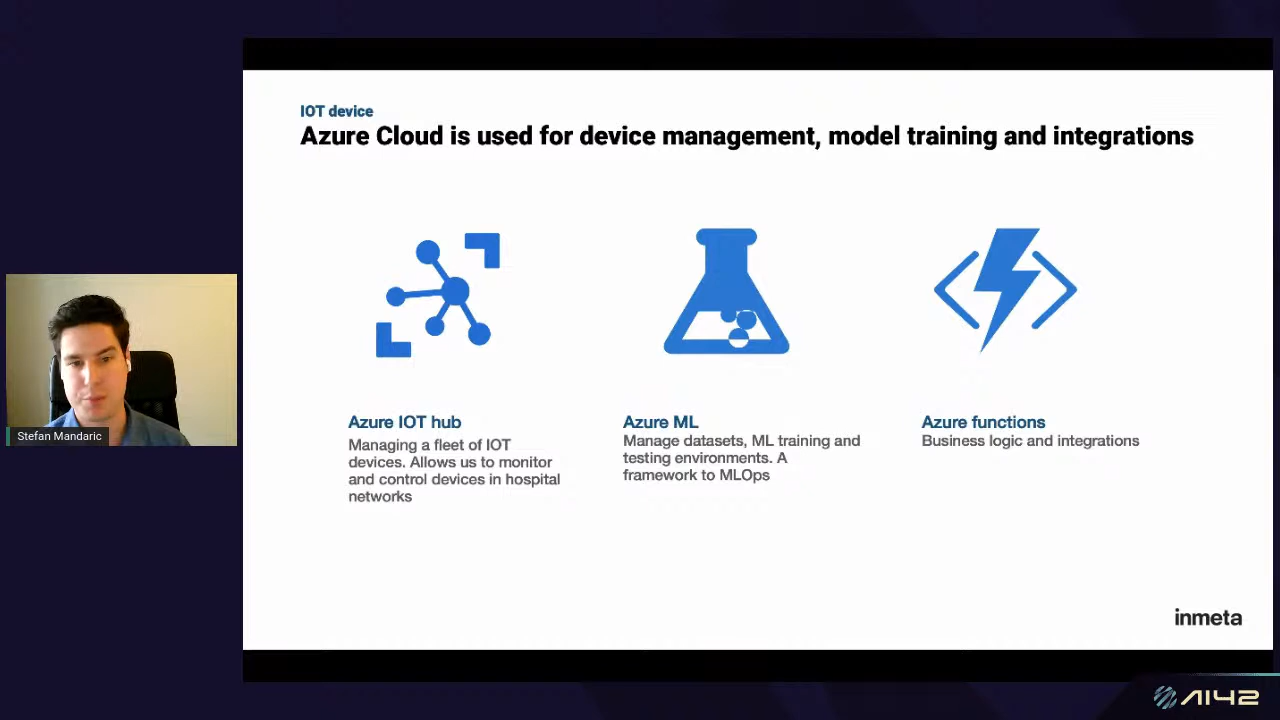 IOT device
Azure Cloud is used for device management, model training and integrations
Azure IOT hub
Managing a fleet of IOT
devices. Allows us to monitor
and control devices in hospital
networks
Azure ML
Manage datasets, ML training and
testing environments. A
framework to MLOps
Azure functions
Business logic and integrations
Stefan Mandaric
inmeta
AI42